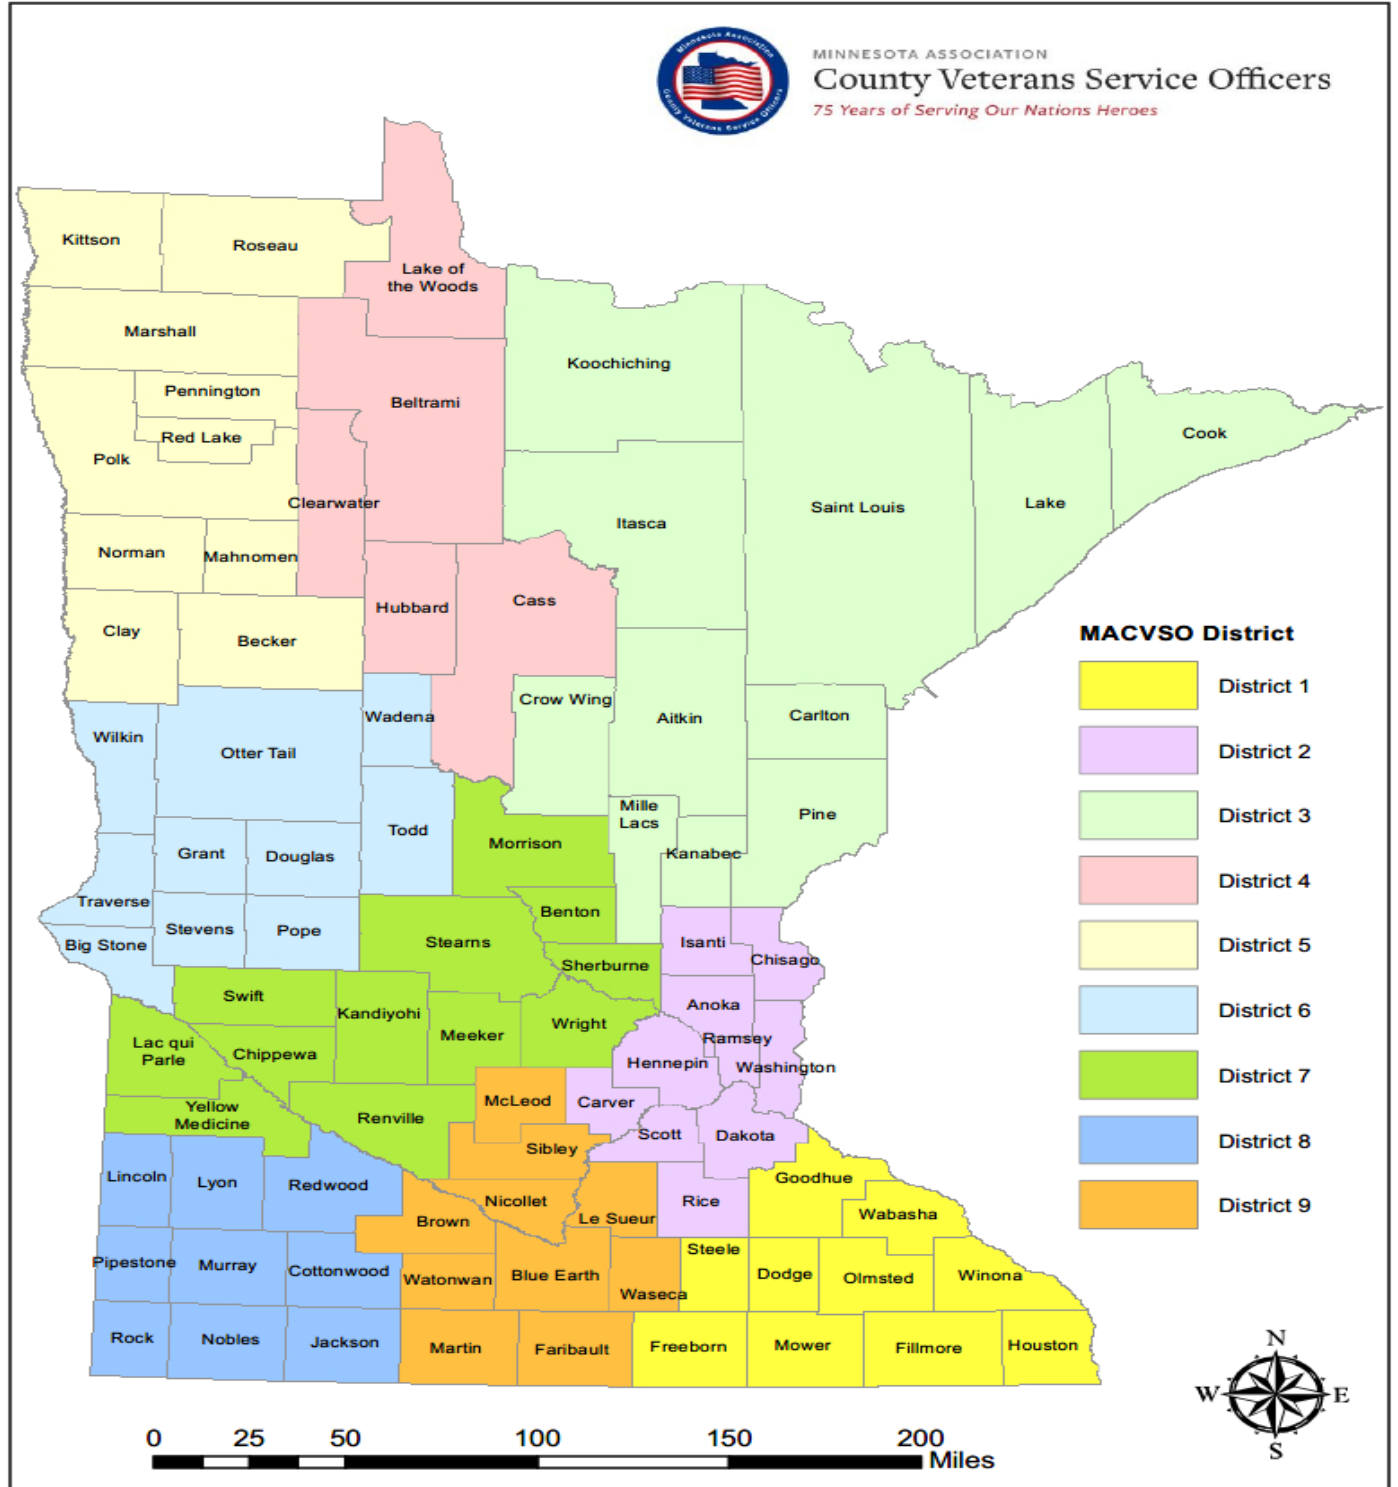 Minnesota Association
County Veterans Service Officers
MINNESOTA ASSOCIATION
County Veterans Service Officers
75 Years of Serving Our Nations Heroes
Kittson
Roseau
Lake of
the Woods
Marshall
Koochiching
Pennington
Beltrami
Red Lake
Cook
Polk
Clearwater
Saint Louis
Lake
Itasca
Norman
Mahnomen
Hubbard
Cass
Clay
Becker
Crow Wing
Wadena
Aitkin
Carlton
Wilkin
Otter Tail
Mille
Lacs
Pine
Todd
Morrison
Grant
Douglas
Kanabec
Traverse
Benton
Stevens
Pope
Big Stone
Stearns
Isanti
Chisago
Sherburne
Swift
Anoka
Kandiyohi
Wright
Meeker
Ramsey
Lac qui
Parle
Chippewa
Hennepin
Washington
McLeod
Carver
Yellow
Medicine
Renville
Scott
Dakota
Sibley
Lincoln
Lyon
Redwood
Goodhue
Nicollet
Rice
Brown
Le Sueur
Wabasha
Steele
Pipestone
Murray
Cottonwood
Watonwan
Blue Earth
Dodge
Olmsted
Winona
Waseca
Rock
Nobles
Jackson
Martin
Faribault
Freeborn
Mower
Fillmore
Houston
MACVSO District
District 1
District 2
District 3
District 4
District 5
District 6
District 7
District 8
District 9
N
W E
S
0 25 50 100 150 200
Miles